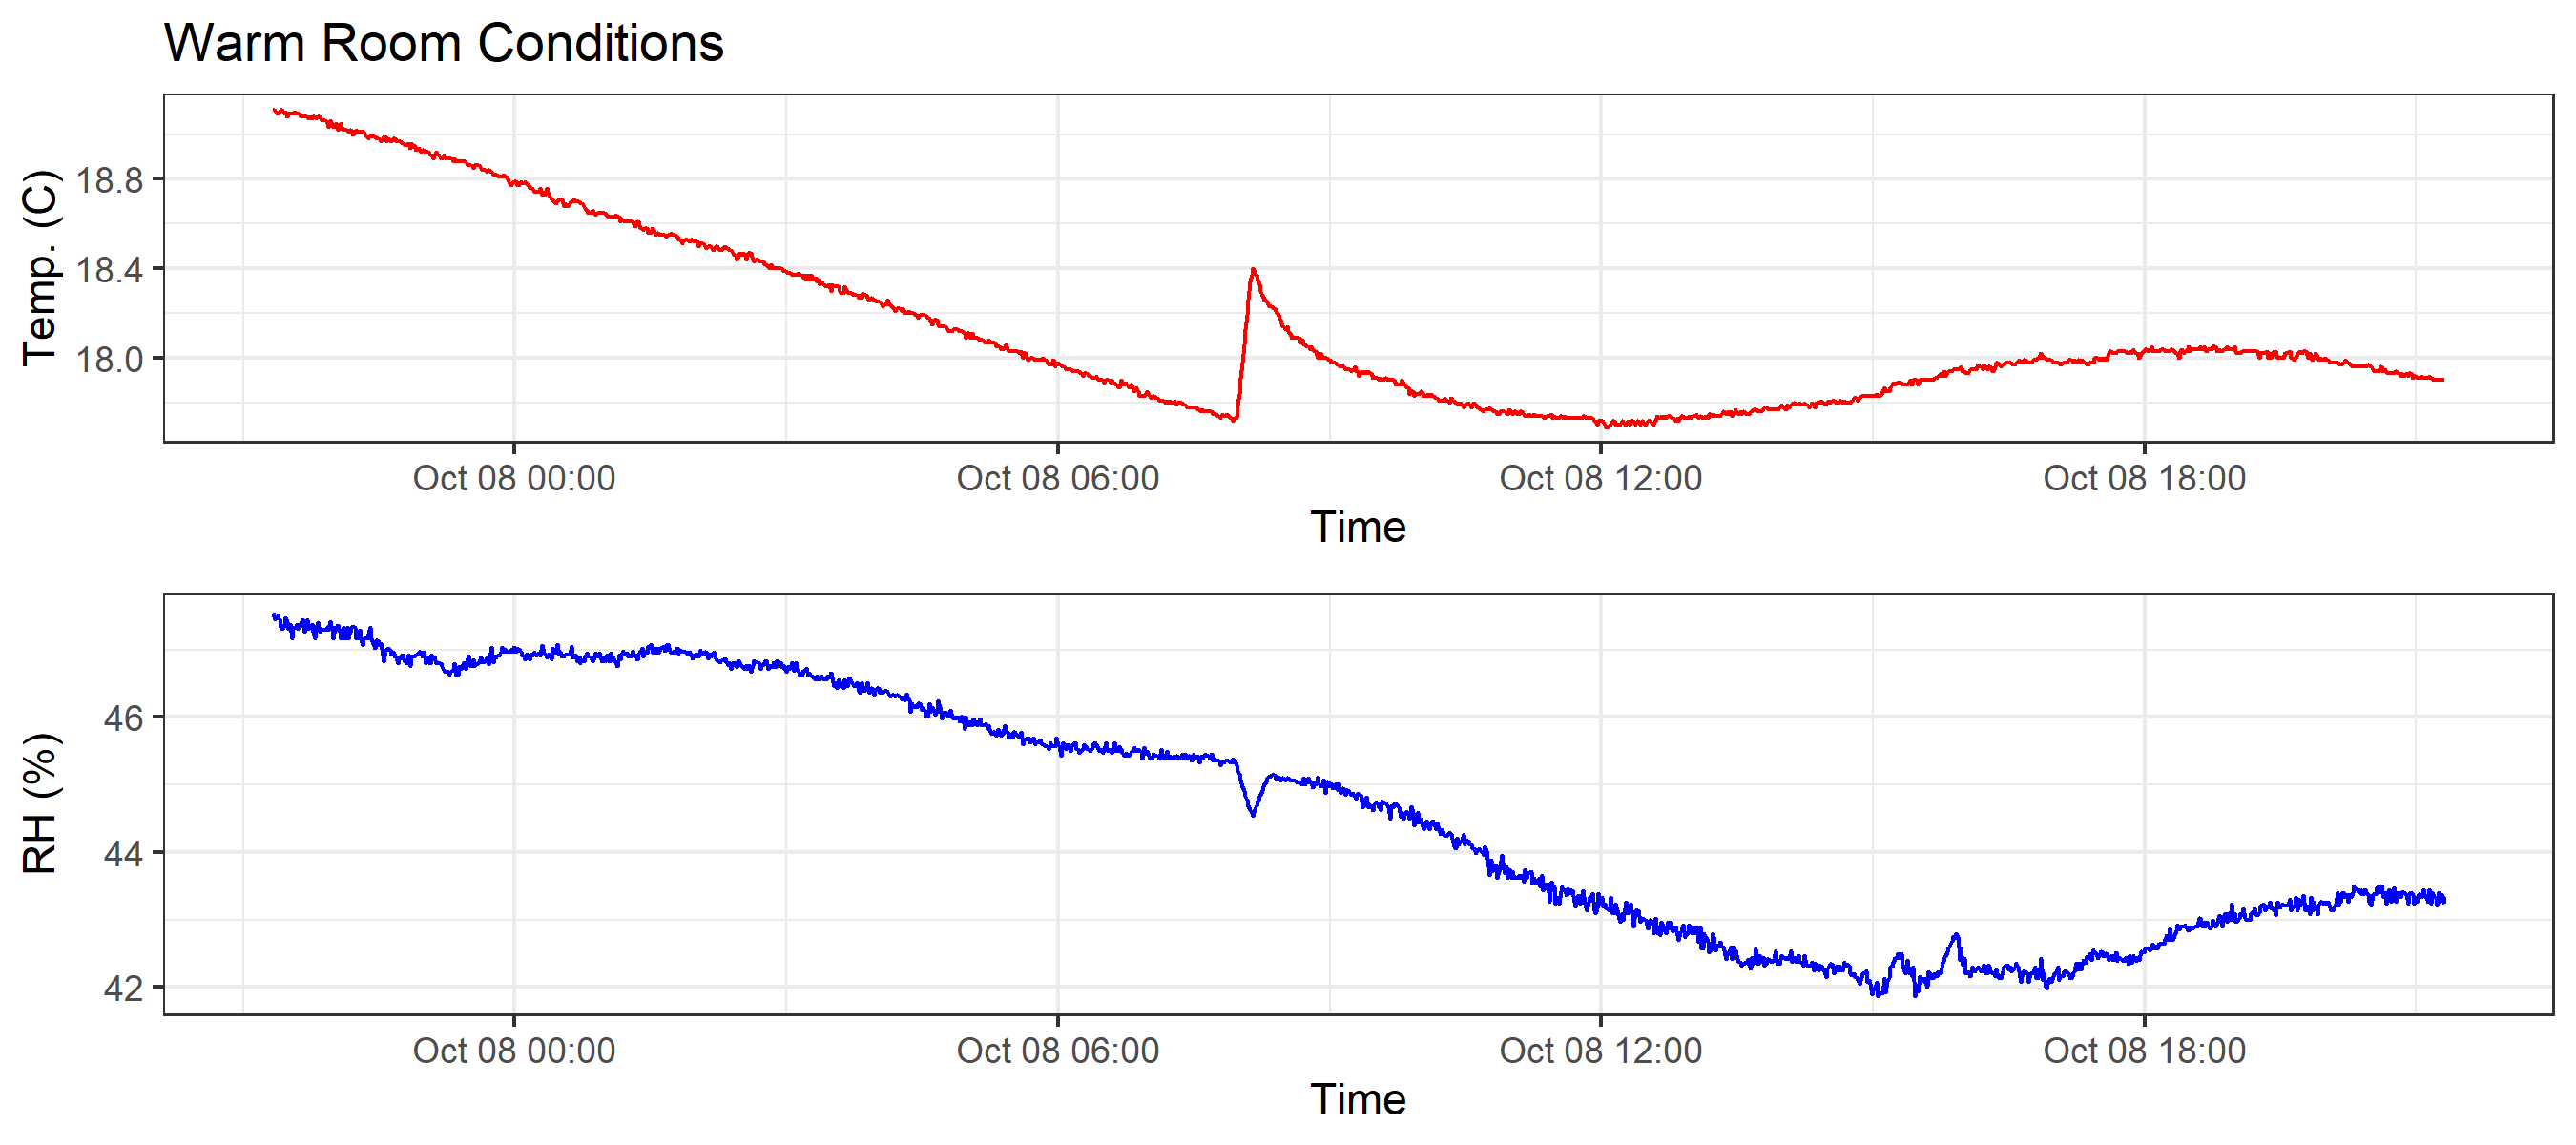 Warm Room Conditions
Temp. (C)
18.8
18.4
18.0
Oct 08 00:00 Oct 08 06:00 Oct 08 12:00 Oct 08 18:00
Time
RH (%)
46
44
42
Oct 08 00:00 Oct 08 06:00 Oct 08 12:00 Oct 08 18:00
Time